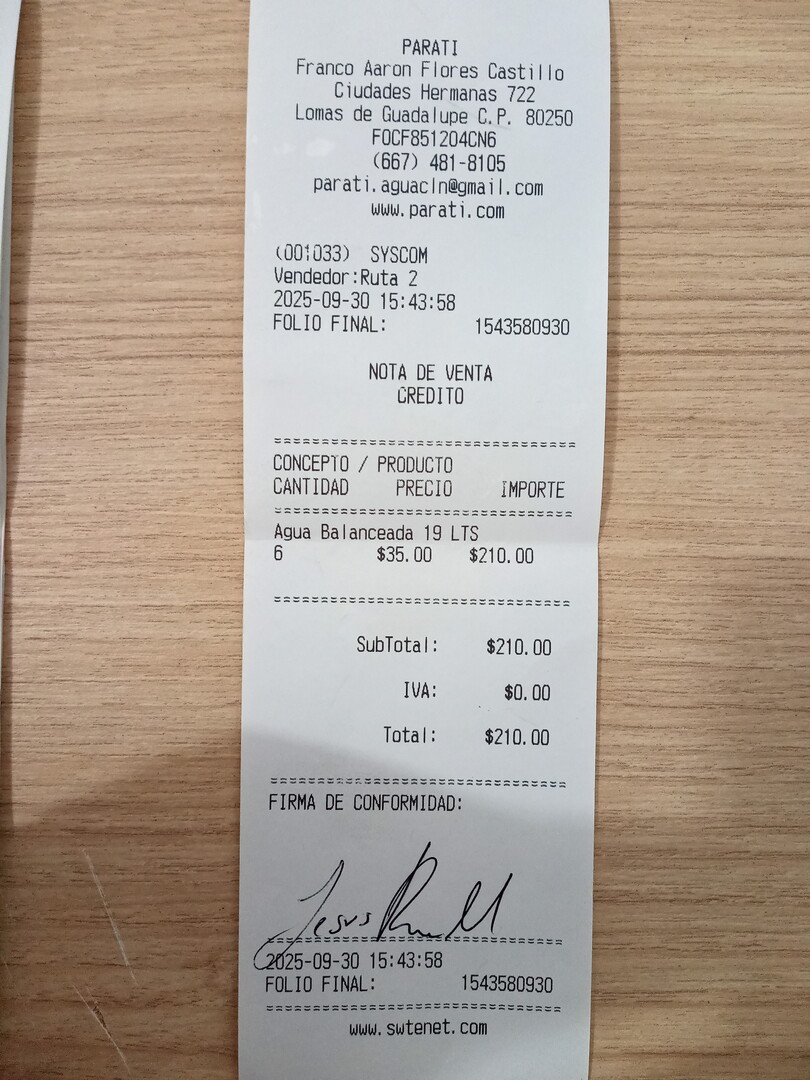 PARATI
Franco Aaron Flores Castillo
Ciudades Hermanas 722
Lomas de Guadalupe C.P. 80250
FOCF851204CN6
(667) 481-8105
parati.aguacln@gmail.com
www.parati.com
(001033) SYSCOM
Vendedor:Ruta 2
2025-09-30 15:43:58
FOLIO FINAL: 1543580930
NOTA DE VENTA
CREDITO
================================
CONCEPTO / PRODUCTO
CANTIDAD PRECIO IMPORTE
================================
Agua Balanceada 19 LTS
6 $35.00 $210.00
================================
SubTotal: $210.00
IVA: $0.00
Total: $210.00
================================
FIRMA DE CONFORMIDAD:
Jesus
================================
2025-09-30 15:43:58
FOLIO FINAL: 1543580930
================================
www.swtenet.com